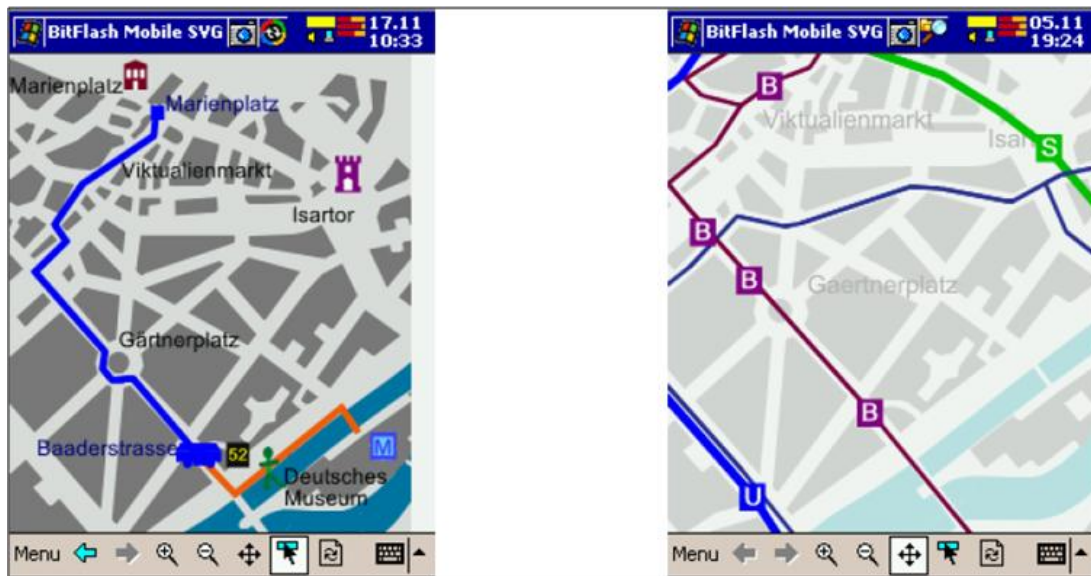 BitFlash Mobile SVG
17.11
10:33
Marienplatz
Marienplatz
Viktualienmarkt
Isartor
Gärtnerplatz
Baaderstrasse
52
M
Deutsches
Museum
Menu
BitFlash Mobile SVG
05.11
19:24
B
Viktualienmarkt
Isar
S
B
B
Gaertnerplatz
B
U
Menu